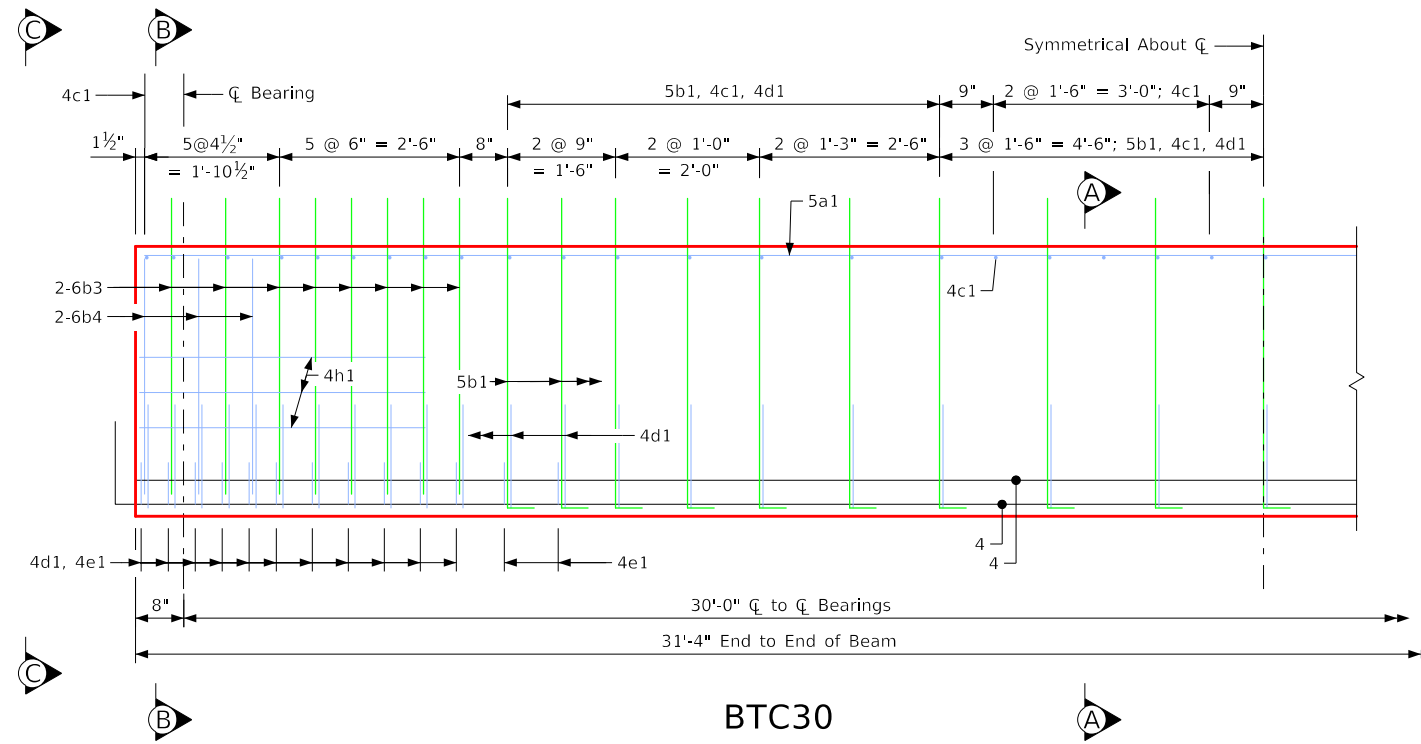 C
B
Symmetrical About ℄
4c1
℄ Bearing
5b1, 4c1, 4d1
9"
2 @ 1'-6" = 3'-0"; 4c1
9"
1½"
5@4½"
= 1'-10½"
5 @ 6" = 2'-6"
8"
2 @ 9"
= 1'-6"
2 @ 1'-0"
= 2'-0"
2 @ 1'-3" = 2'-6"
3 @ 1'-6" = 4'-6"; 5b1, 4c1, 4d1
A
5a1
2-6b3
4c1
2-6b4
4h1
5b1
4d1
4
4
4d1, 4e1
4e1
8"
30'-0" ℄ to ℄ Bearings
31'-4" End to End of Beam
C
B
BTC30
A